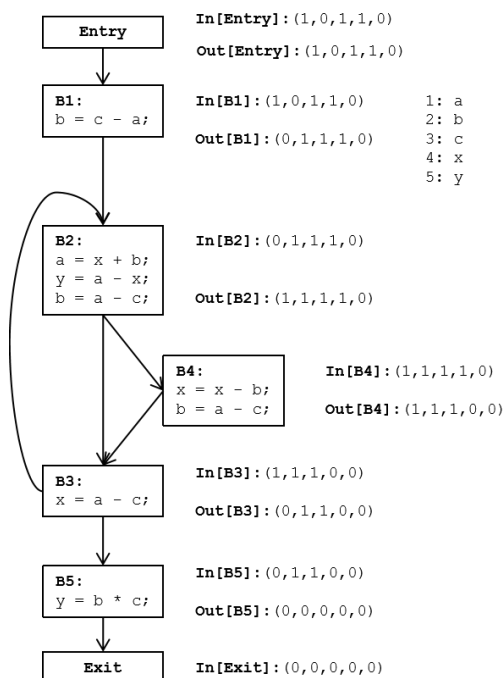 Entry
In[Entry]:(1,0,1,1,0)
Out[Entry]:(1,0,1,1,0)
B1:
b = c - a;
In[B1]:(1,0,1,1,0)
Out[B1]:(0,1,1,1,0)
1: a
2: b
3: c
4: x
5: y
B2:
a = x + b;
y = a - x;
b = a - c;
In[B2]:(0,1,1,1,0)
Out[B2]:(1,1,1,1,0)
B4:
x = x - b;
b = a - c;
In[B4]:(1,1,1,1,0)
Out[B4]:(1,1,1,0,0)
B3:
x = a - c;
In[B3]:(1,1,1,0,0)
Out[B3]:(0,1,1,0,0)
B5:
y = b * c;
In[B5]:(0,1,1,0,0)
Out[B5]:(0,0,0,0,0)
Exit
In[Exit]:(0,0,0,0,0)